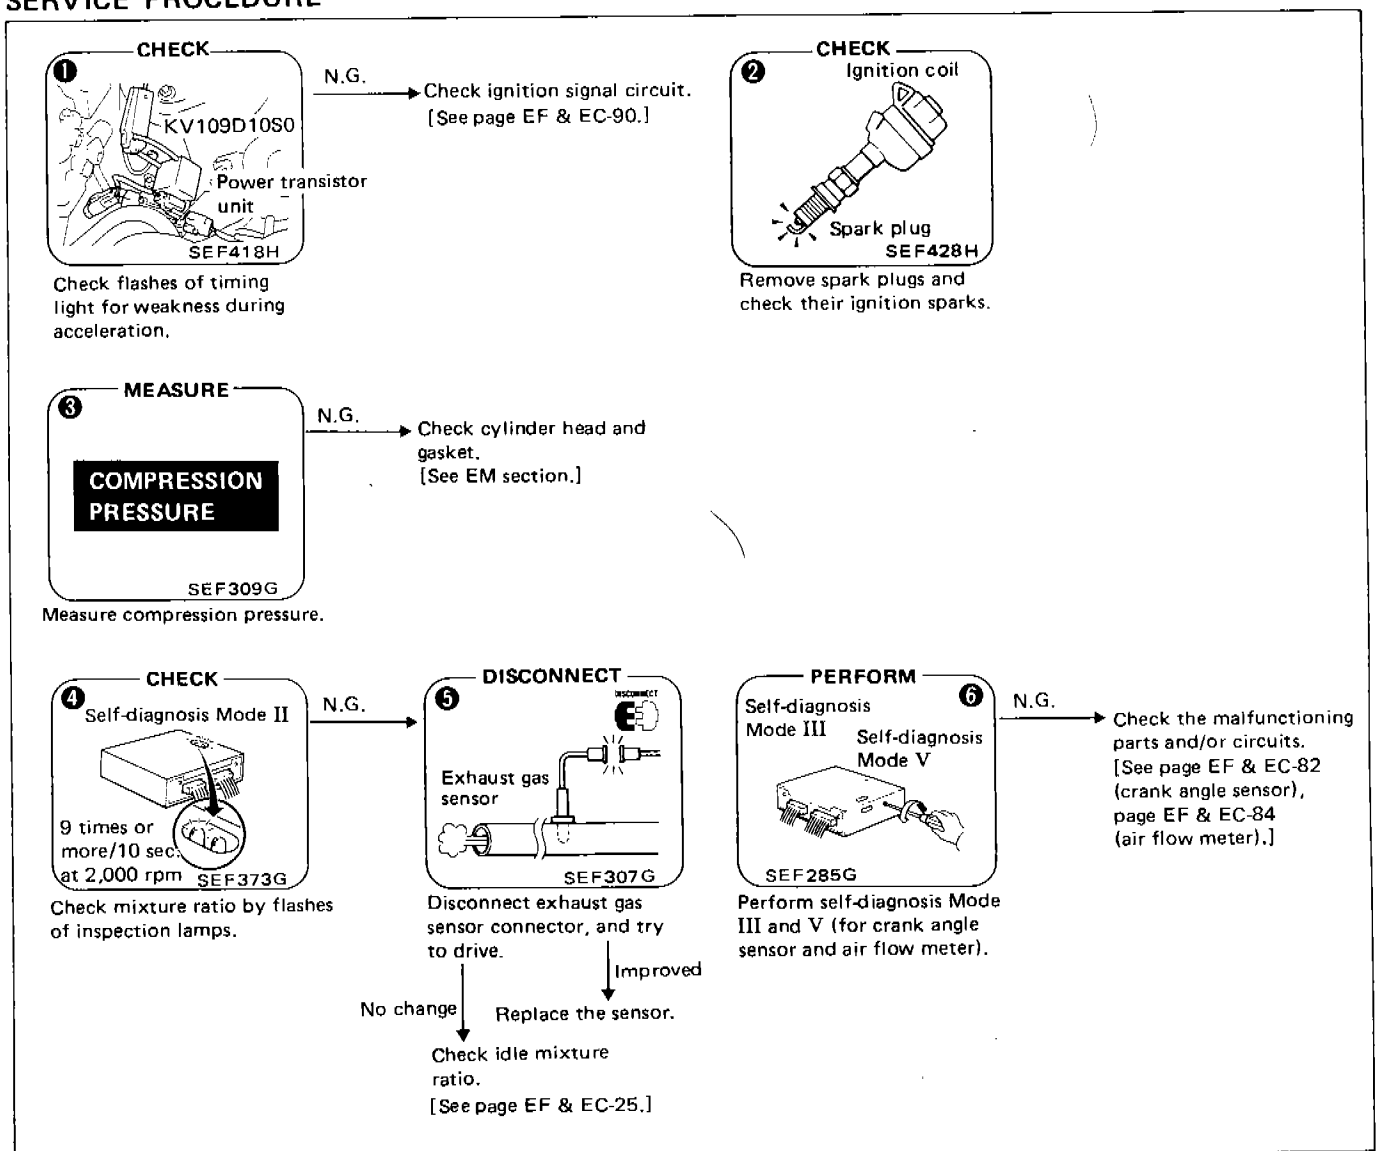 SERVICE PROCEDURE
CHECK
1
KV109D10S0
Power transistor
unit
SEF418H
Check flashes of timing
light for weakness during
acceleration.
N.G.
Check ignition signal circuit.
[See page EF & EC-90.]
CHECK
2
Ignition coil
Spark plug
SEF428H
Remove spark plugs and
check their ignition sparks.
MEASURE
3
COMPRESSION
PRESSURE
SEF309G
Measure compression pressure.
N.G.
Check cylinder head and
gasket.
[See EM section.]
CHECK
4
Self-diagnosis Mode II
9 times or
more/10 sec.
at 2,000 rpm
SEF373G
Check mixture ratio by flashes
of inspection lamps.
N.G.
DISCONNECT
5
DISCONNECT
Exhaust gas
sensor
SEF307G
Disconnect exhaust gas
sensor connector, and try
to drive.
Improved
No change
Replace the sensor.
Check idle mixture
ratio.
[See page EF & EC-25.]
PERFORM
6
Self-diagnosis
Mode III
Self-diagnosis
Mode V
SEF285G
Perform self-diagnosis Mode
III and V (for crank angle
sensor and air flow meter).
N.G.
Check the malfunctioning
parts and/or circuits.
[See page EF & EC-82
(crank angle sensor),
page EF & EC-84
(air flow meter).]